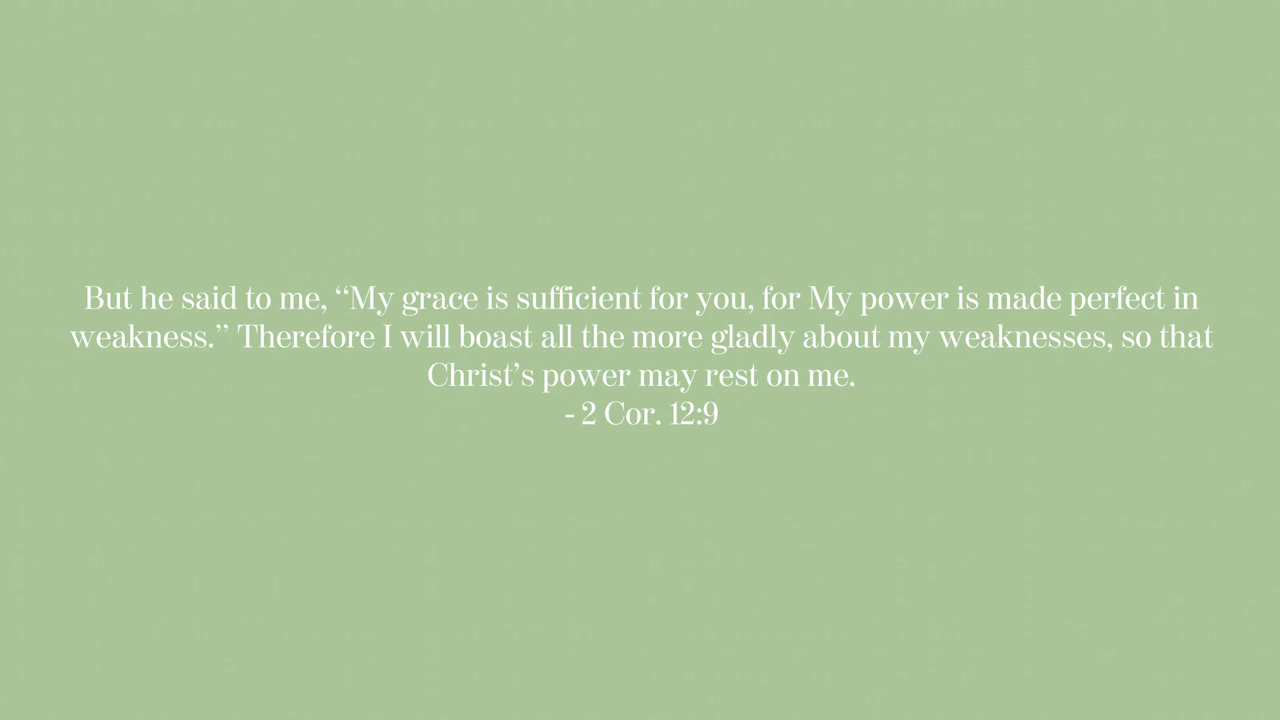 But he said to me, “My grace is sufficient for you, for My power is made perfect in
weakness.” Therefore I will boast all the more gladly about my weaknesses, so that
Christ’s power may rest on me.
- 2 Cor. 12:9